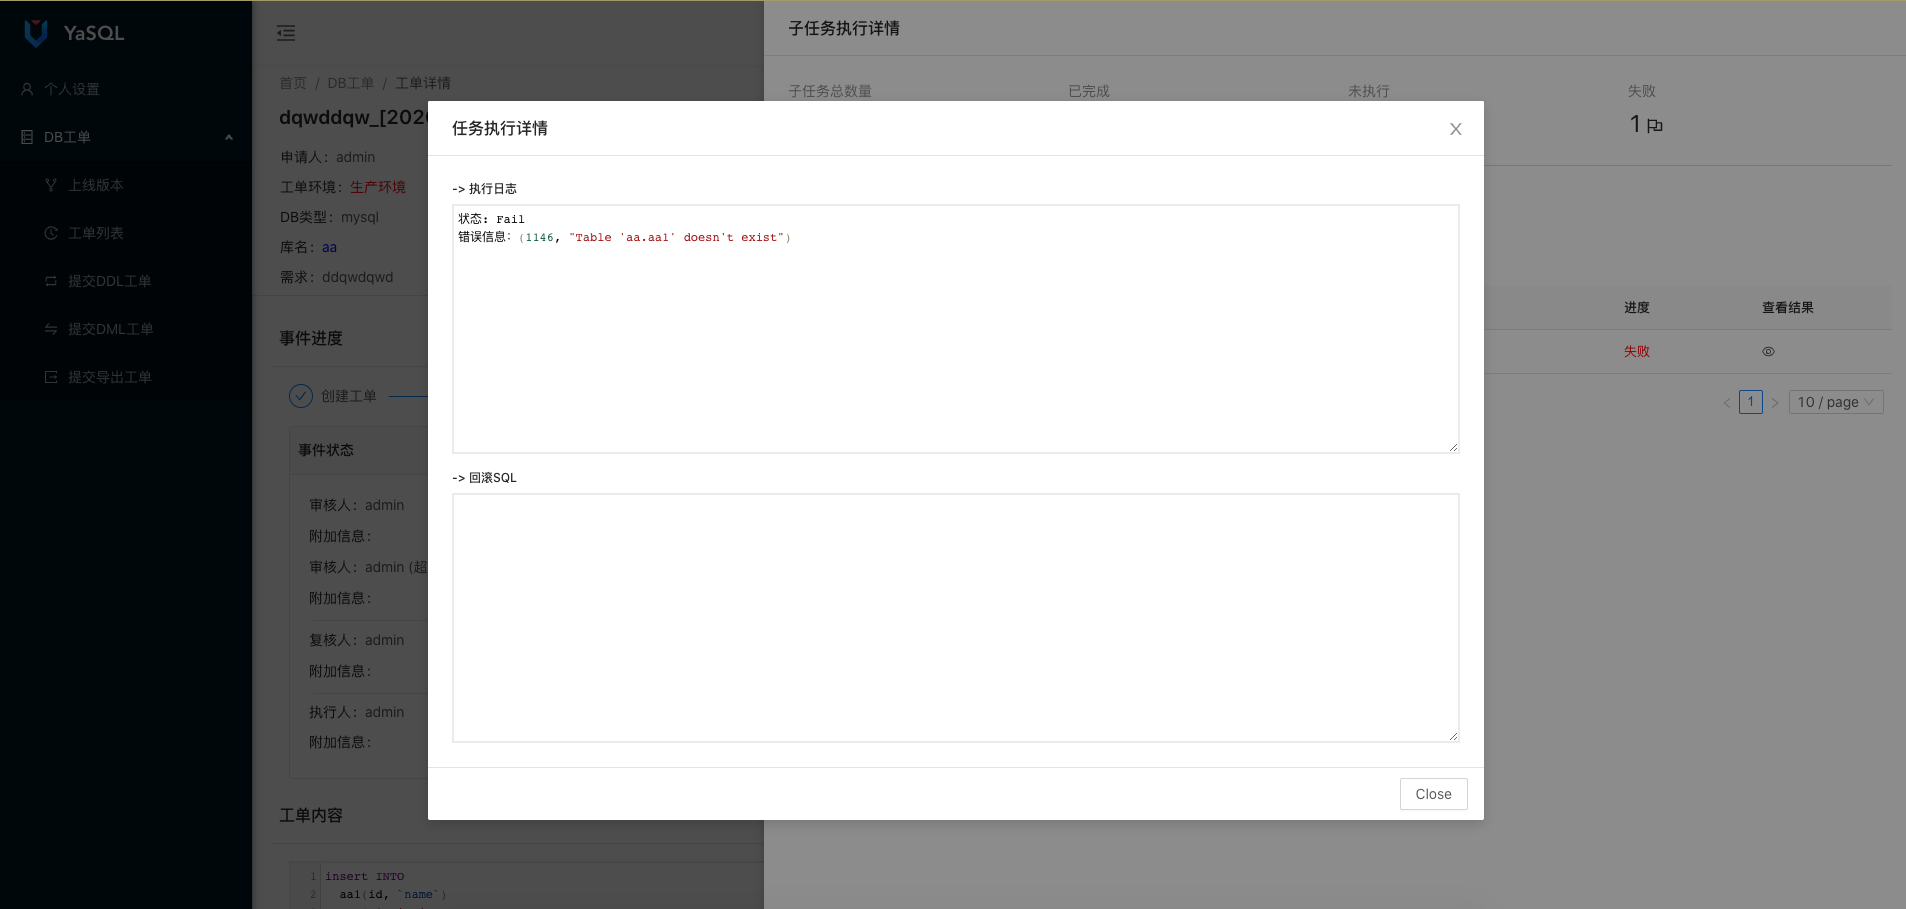 YaSQL
个人设置
DB工单
上线版本
工单列表
提交DDL工单
提交DML工单
提交导出工单
首页 / DB工单 / 工单详情
dqwddqw_[202
申请人：admin
工单环境：生产环境
DB类型：mysql
库名：aa
需求：ddqwdqwd
事件进度
创建工单
事件状态
审核人：admin
附加信息：
审核人：admin (超
附加信息：
复核人：admin
附加信息：
执行人：admin
附加信息：
工单内容
1 insert INTO
2 aa1(id, `name`)
子任务执行详情
子任务总数量 已完成 未执行 失败
1
进度 查看结果
失败
1 10 / page
任务执行详情
-> 执行日志
状态: Fail
错误信息: (1146, "Table 'aa.aa1' doesn't exist")
-> 回滚SQL
Close